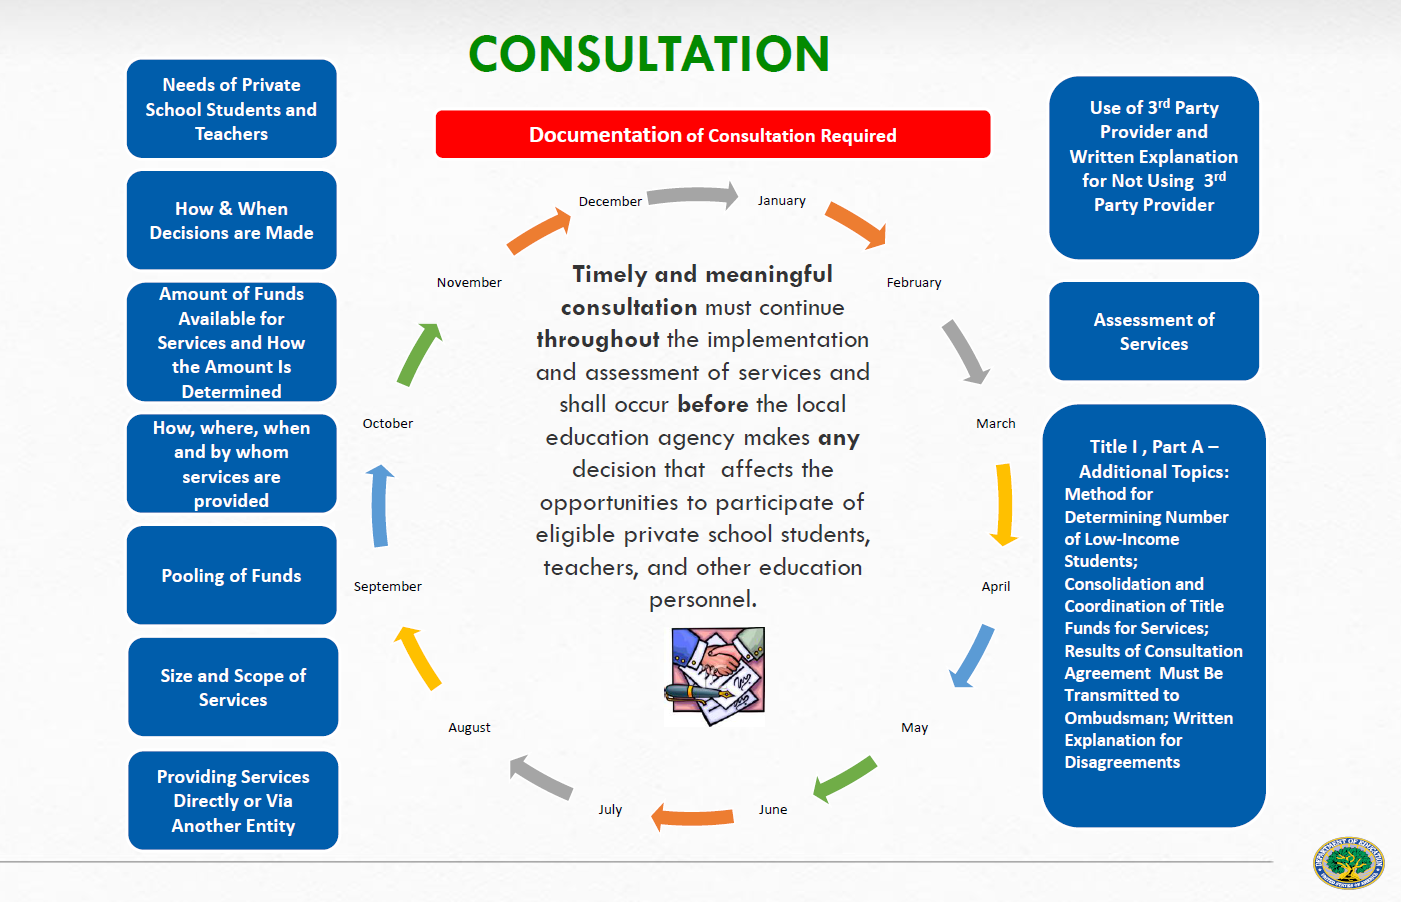 CONSULTATION
Documentation of Consultation Required
Needs of Private
School Students and
Teachers
How & When
Decisions are Made
Amount of Funds
Available for
Services and How
the Amount Is
Determined
How, where, when
and by whom
services are
provided
Pooling of Funds
Size and Scope of
Services
Providing Services
Directly or Via
Another Entity
December
January
February
March
April
May
June
July
August
September
October
November
Timely and meaningful
consultation must continue
throughout the implementation
and assessment of services and
shall occur before the local
education agency makes any
decision that affects the
opportunities to participate of
eligible private school students,
teachers, and other education
personnel.
Use of 3rd Party
Provider and
Written Explanation
for Not Using 3rd
Party Provider
Assessment of
Services
Title I , Part A –
Additional Topics:
Method for
Determining Number
of Low-Income
Students;
Consolidation and
Coordination of Title
Funds for Services;
Results of Consultation
Agreement Must Be
Transmitted to
Ombudsman; Written
Explanation for
Disagreements
DEPARTMENT OF EDUCATION
UNITED STATES OF AMERICA